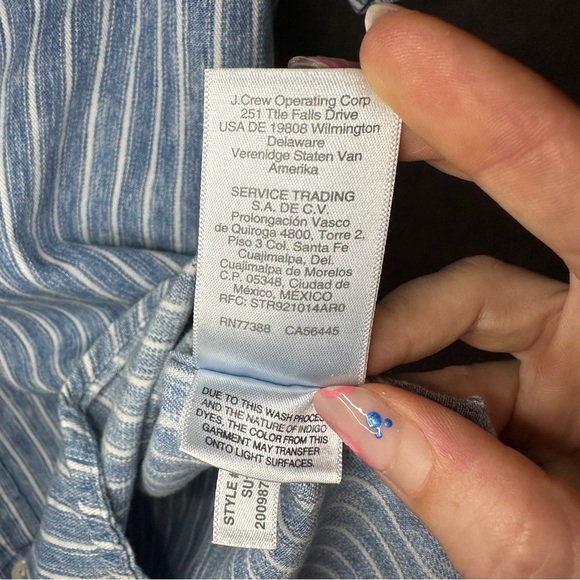 J.Crew Operating Corp
251 Ttle Falls Drive
USA DE 19808 Wilmington
Delaware
Verenidge Staten Van
Amerika
SERVICE TRADING
S.A. DE C.V.
Prolongación Vasco
de Quiroga 4800, Torre 2,
Piso 3 Col. Santa Fe
Cuajimalpa, Del.
Cuajimalpa de Morelos
C.P. 05348, Ciudad de
México, MÉXICO
RFC: STR921014AR0
RN77388 CA56445
DUE TO THIS WASH PROCES
AND THE NATURE OF INDIGO
DYES, THE COLOR FROM THIS
GARMENT MAY TRANSFER
ONTO LIGHT SURFACES.
STYLE
SU
200987